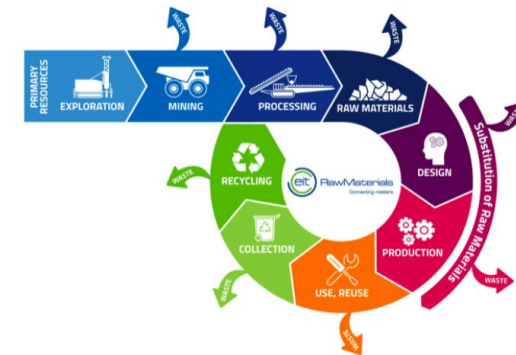 WASTE
WASTE
WASTE
PRIMARY
RESOURCES
EXPLORATION
MINING
PROCESSING
RAW MATERIALS
WASTE
Substitution of Raw Materials
DESIGN
RECYCLING
eit RawMaterials
Connecting matters
WASTE
COLLECTION
PRODUCTION
USE, REUSE
WASTE
WASTE
WASTE